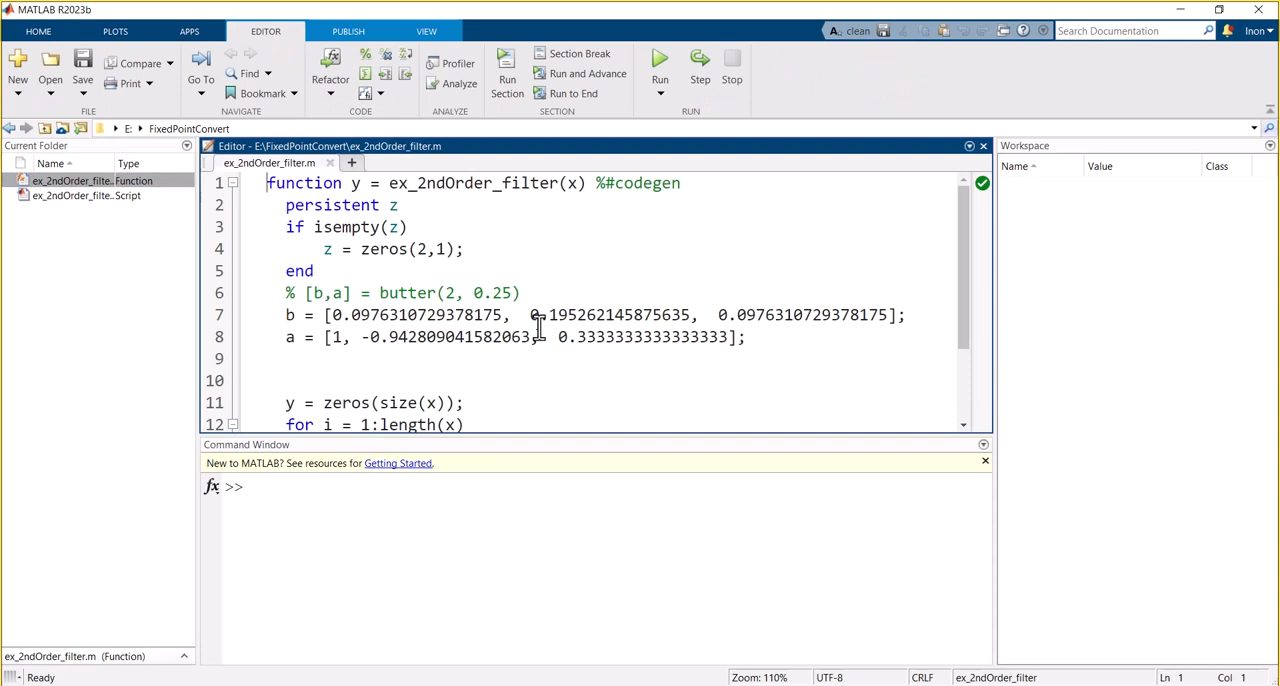 MATLAB R2023b
HOME PLOTS APPS EDITOR PUBLISH VIEW clean Search Documentation Inon
New Open Save Compare Print Go To Find Bookmark Refactor Profiler Analyze Run Section Section Break Run and Advance Run to End Run Step Stop
FILE NAVIGATE CODE ANALYZE SECTION RUN
E: FixedPointConvert
Current Folder
Name Type
ex_2ndOrder_filte.. Function
ex_2ndOrder_filte.. Script
Editor - E:\FixedPointConvert\ex_2ndOrder_filter.m
ex_2ndOrder_filter.m
1 function y = ex_2ndOrder_filter(x) %#codegen
2 persistent z
3 if isempty(z)
4 z = zeros(2,1);
5 end
6 % [b,a] = butter(2, 0.25)
7 b = [0.0976310729378175, 0.195262145875635, 0.0976310729378175];
8 a = [1, -0.942809041582063, 0.3333333333333333];
9
10
11 y = zeros(size(x));
12 for i = 1:length(x)
Workspace
Name Value Class
Command Window
New to MATLAB? See resources for Getting Started.
fx >>
ex_2ndOrder_filter.m (Function)
Ready Zoom: 110% UTF-8 CRLF ex_2ndOrder_filter Ln 1 Col 1